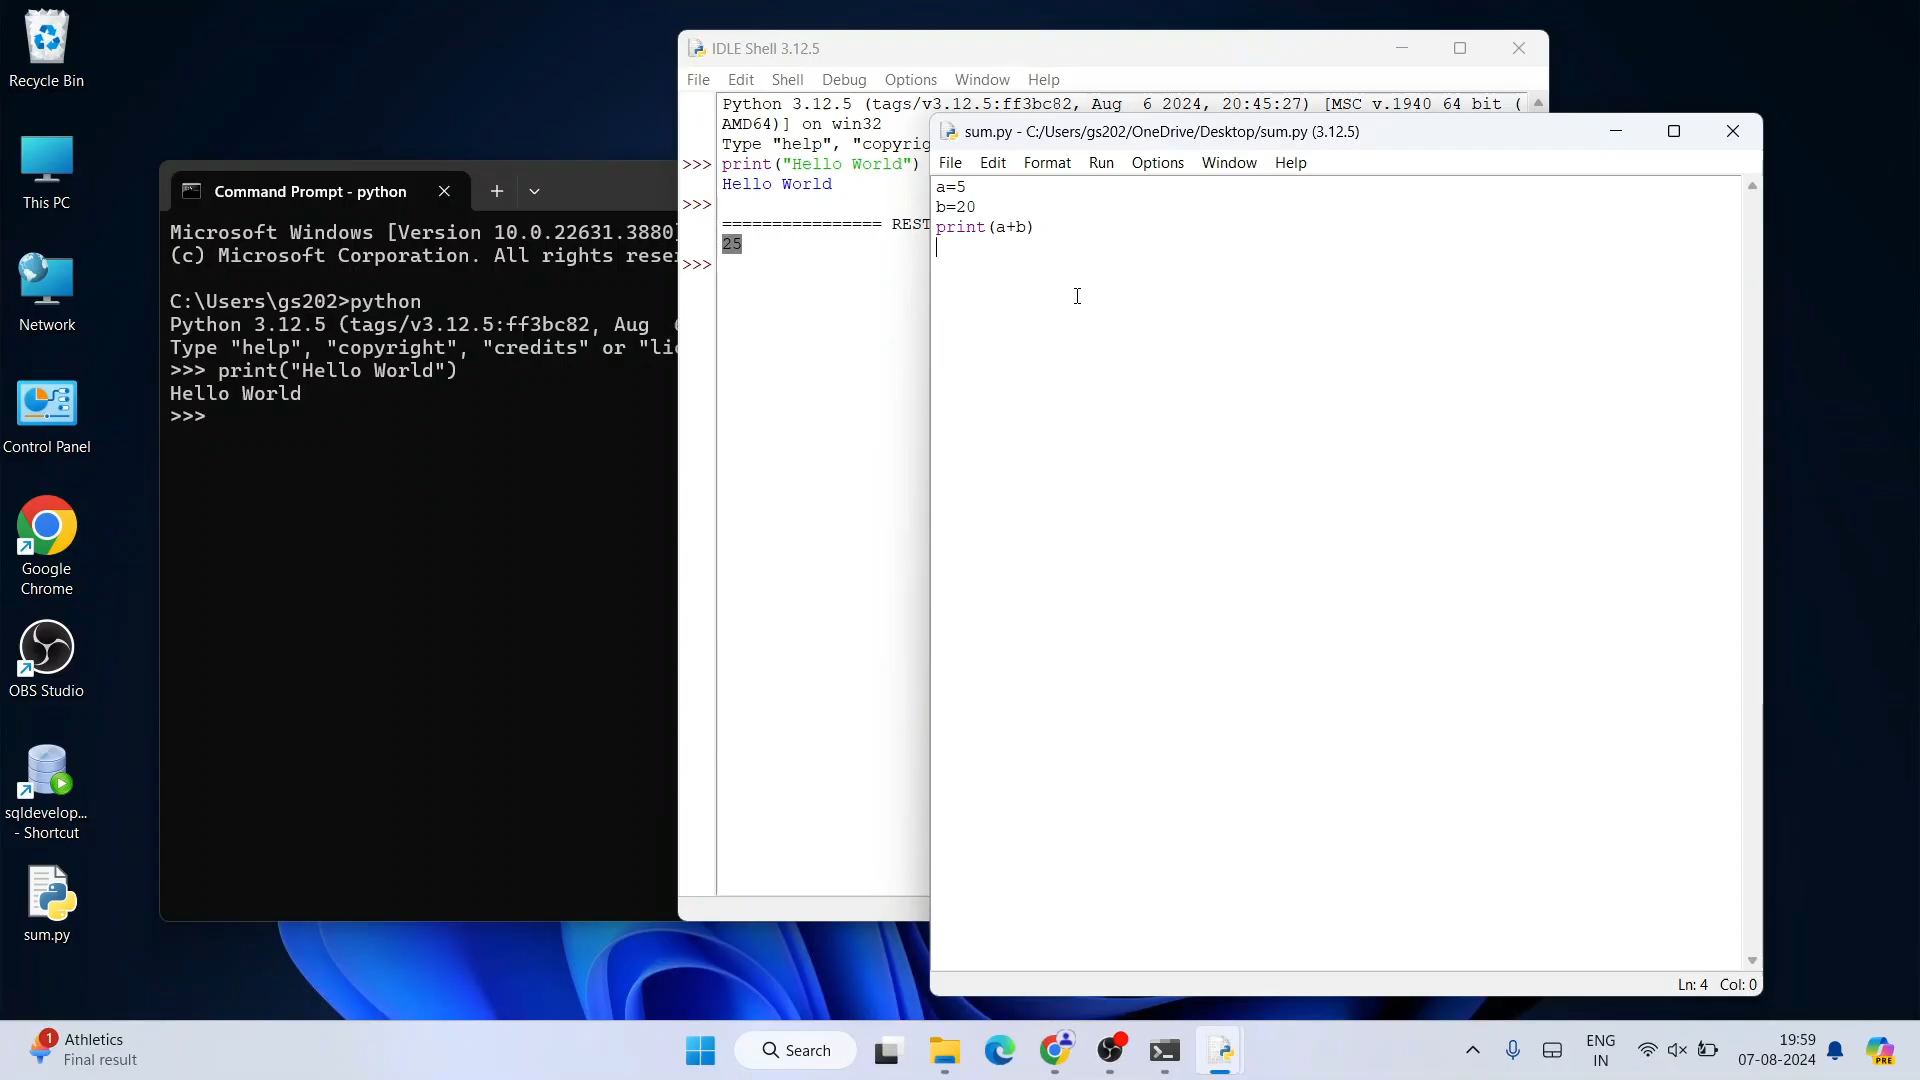 Recycle Bin
This PC
Network
Control Panel
Google
Chrome
OBS Studio
sqldevelop...
- Shortcut
sum.py
Command Prompt - python
Microsoft Windows [Version 10.0.22631.3880]
(c) Microsoft Corporation. All rights rese
C:\Users\gs202>python
Python 3.12.5 (tags/v3.12.5:ff3bc82, Aug
Type "help", "copyright", "credits" or "li
>>> print("Hello World")
Hello World
>>>
IDLE Shell 3.12.5
File Edit Shell Debug Options Window Help
Python 3.12.5 (tags/v3.12.5:ff3bc82, Aug  6 2024, 20:45:27) [MSC v.1940 64 bit (
AMD64)] on win32
Type "help", "copyrig
>>> print("Hello World")
Hello World
>>>
================ REST
25
>>>
sum.py - C:/Users/gs202/OneDrive/Desktop/sum.py (3.12.5)
File Edit Format Run Options Window Help
a=5
b=20
print(a+b)
Ln: 4 Col: 0
1
Athletics
Final result
Search
ENG
IN
19:59
07-08-2024
PRE